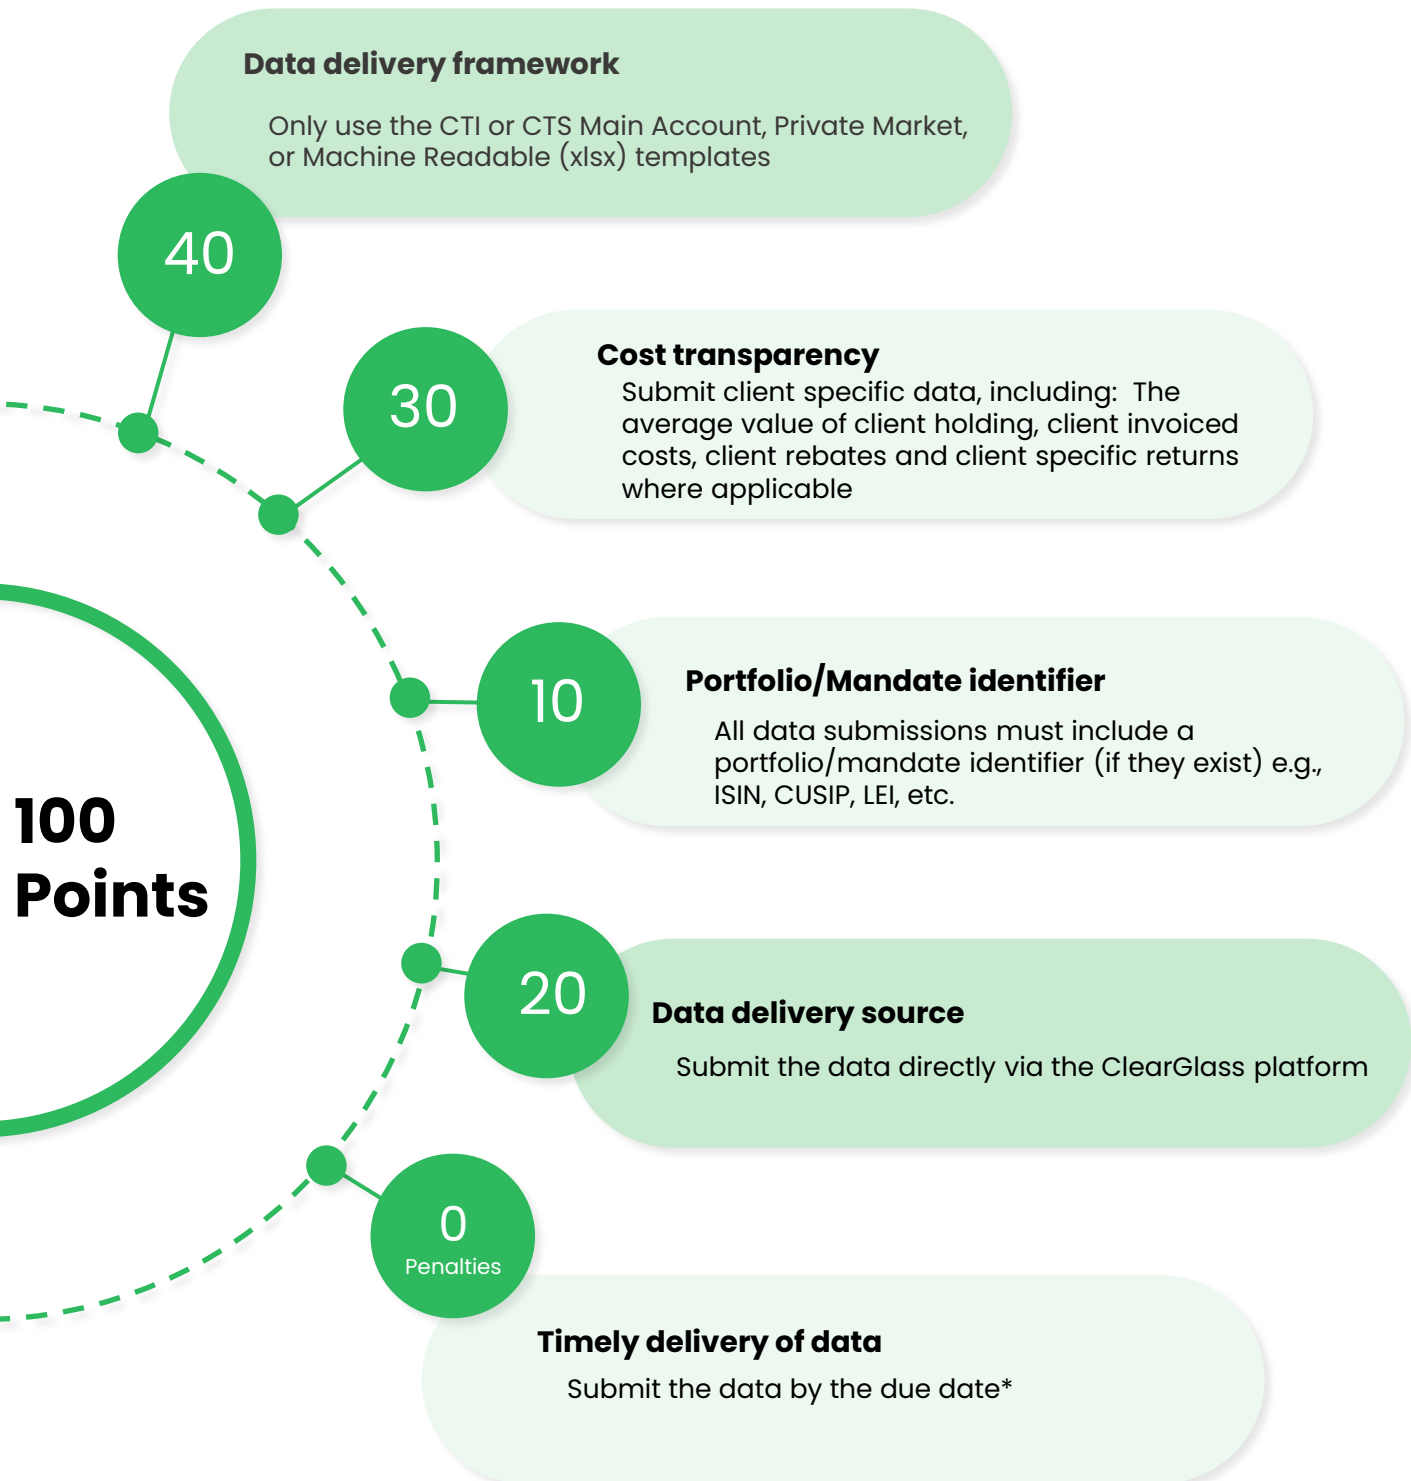 Data delivery framework
Only use the CTI or CTS Main Account, Private Market,
or Machine Readable (xlsx) templates
40
30
Cost transparency
Submit client specific data, including:  The
average value of client holding, client invoiced
costs, client rebates and client specific returns
where applicable
10
Portfolio/Mandate identifier
All data submissions must include a
portfolio/mandate identifier (if they exist) e.g.,
ISIN, CUSIP, LEI, etc.
100
Points
20
Data delivery source
Submit the data directly via the ClearGlass platform
0
Penalties
Timely delivery of data
Submit the data by the due date*